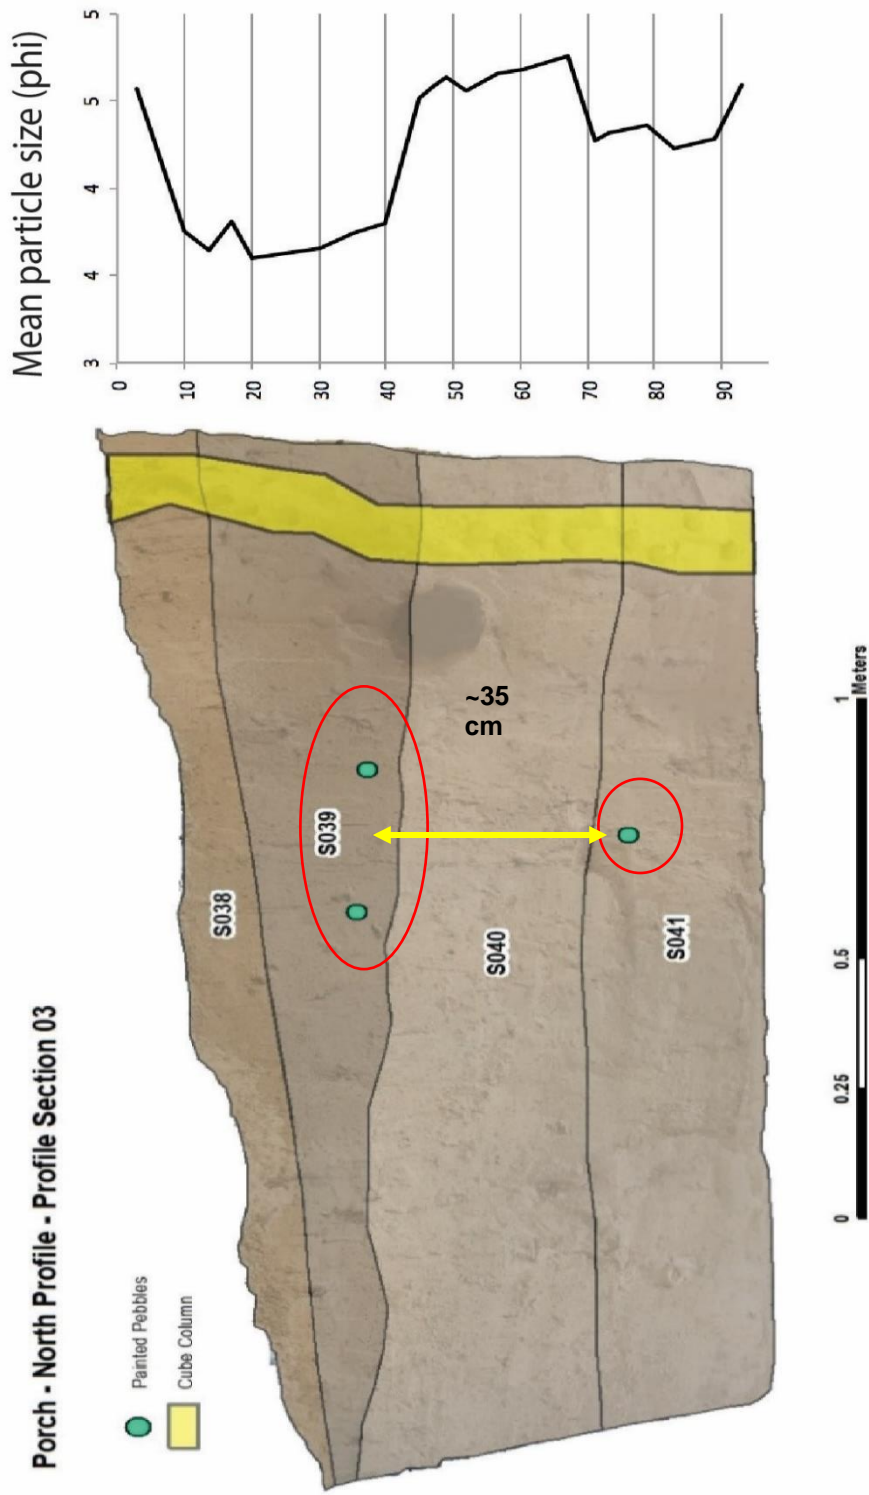 Porch - North Profile - Profile Section 03
Painted Pebbles
Cube Column
S038
S039
S040
S041
~35
cm
0
0.25
0.5
1
Meters
Mean particle size (phi)
3
4
4
5
5
0
10
20
30
40
50
60
70
80
90